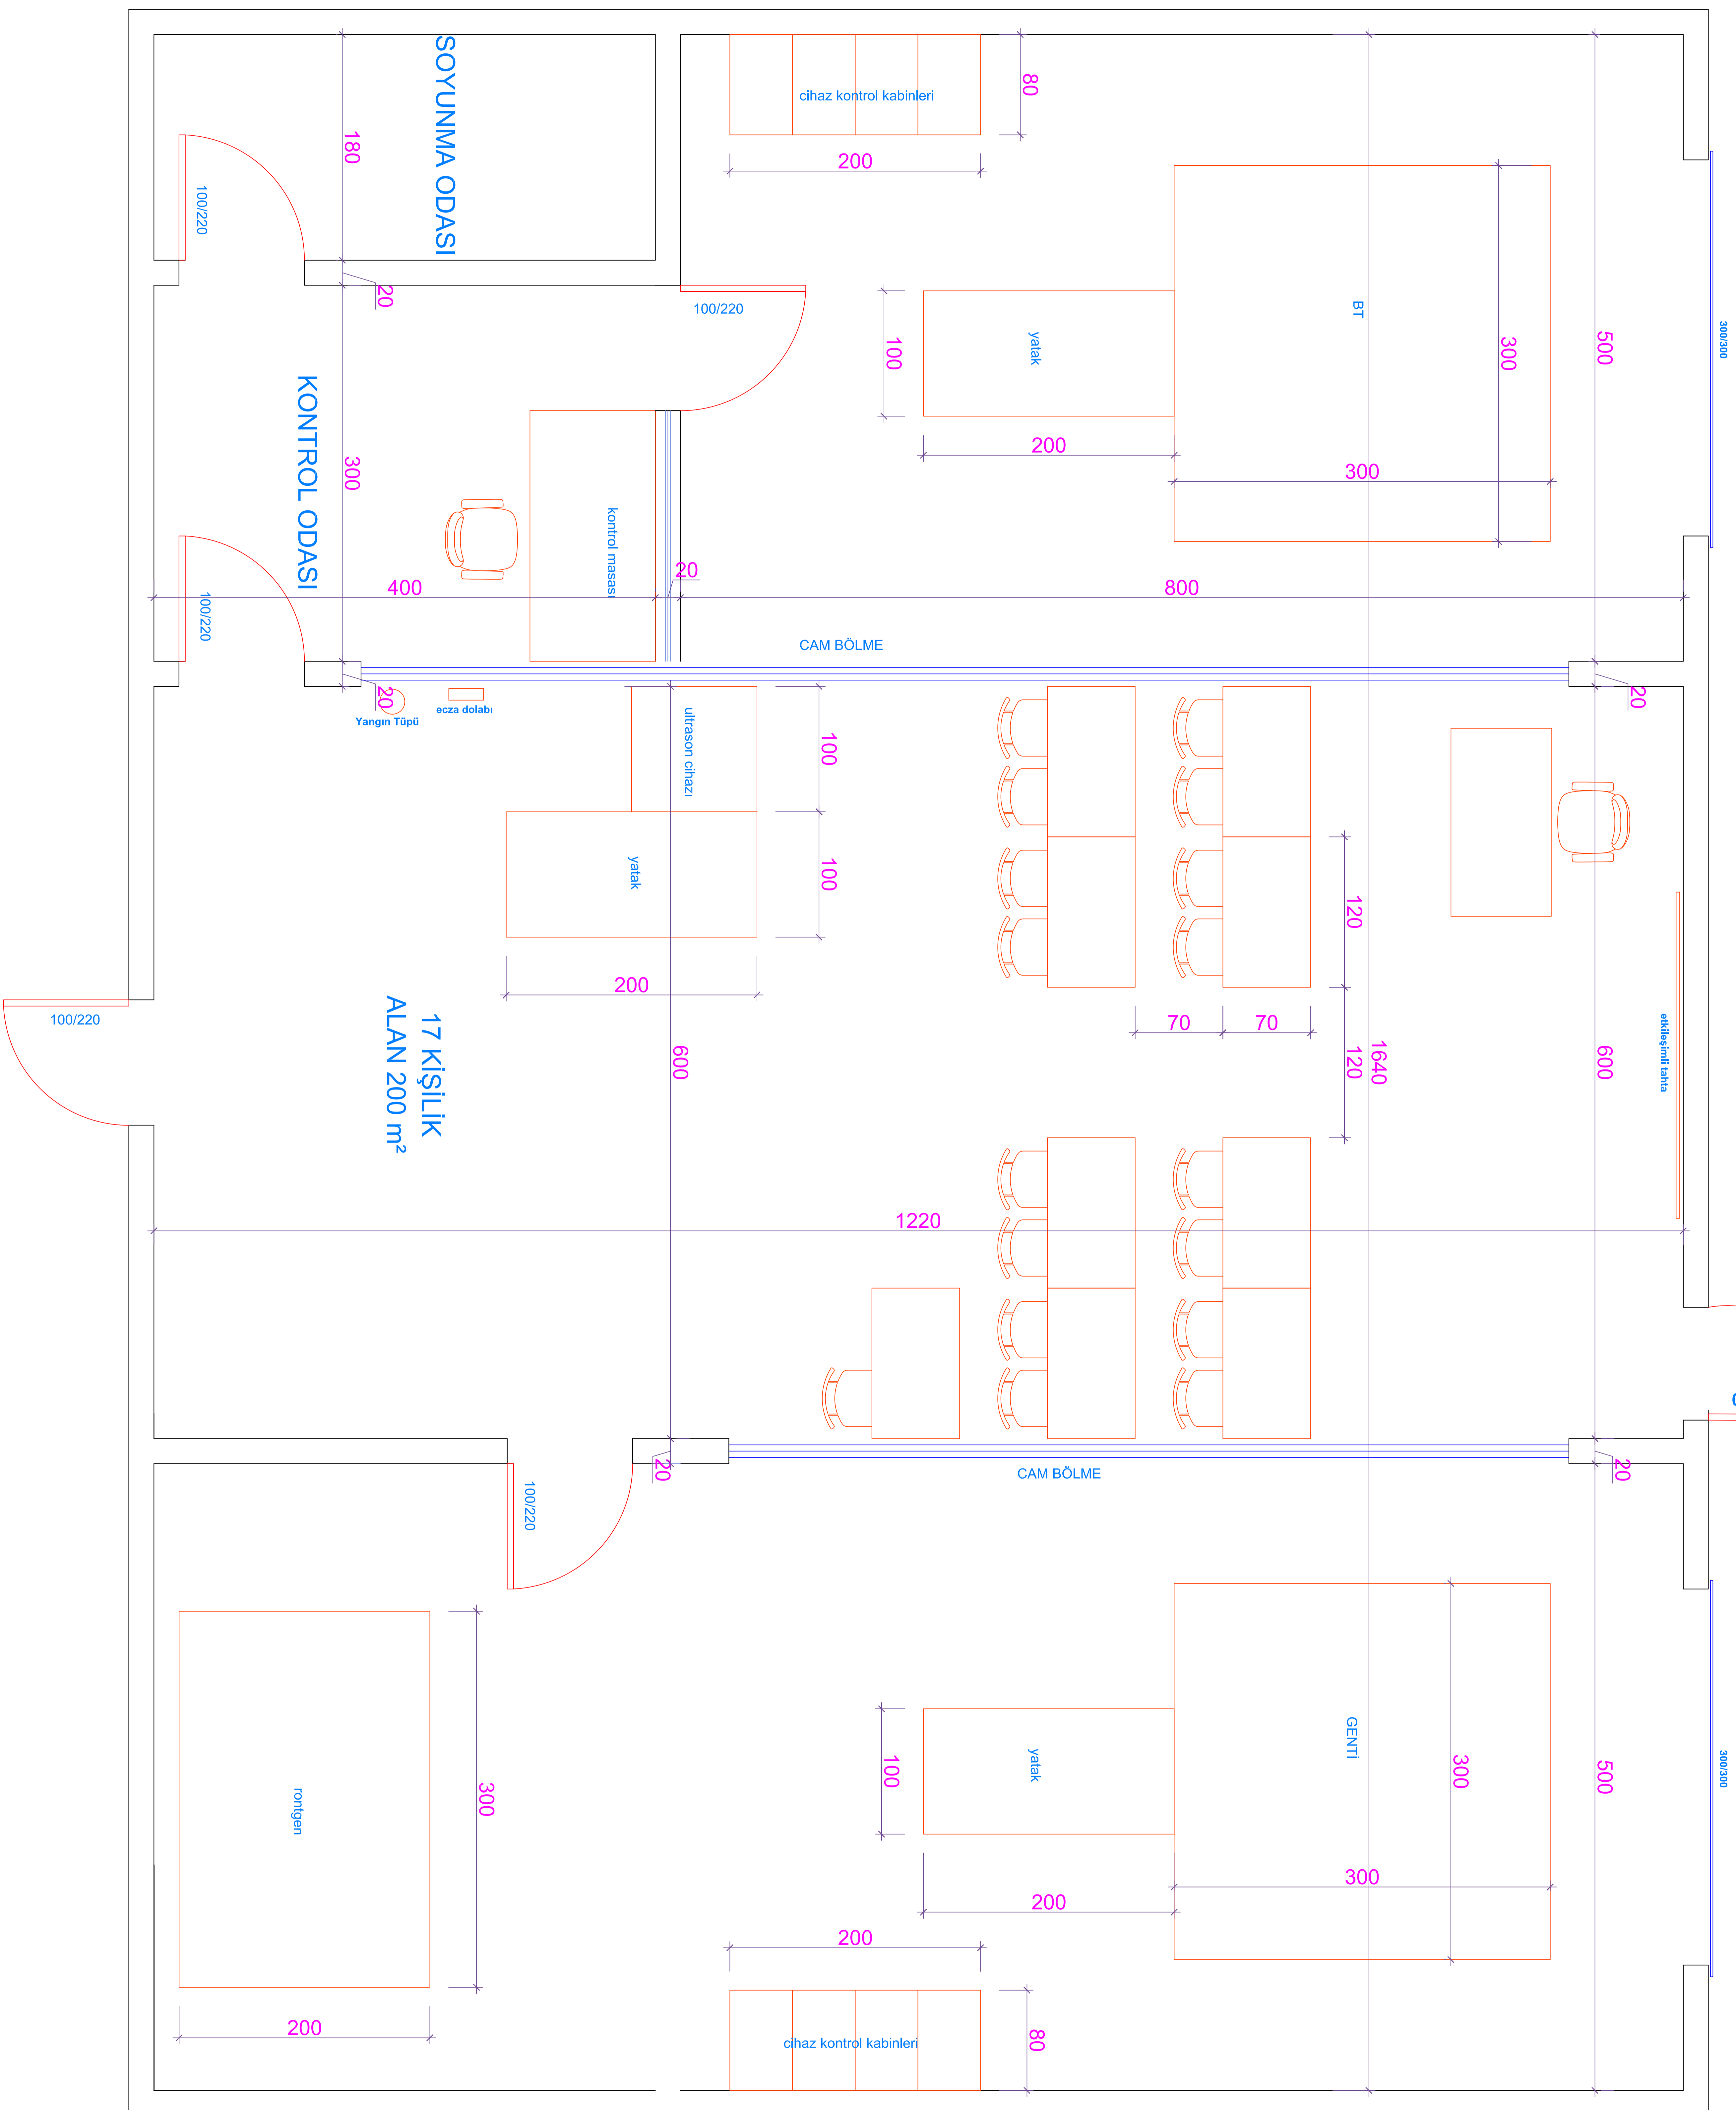 SOYUNMA ODASI
180
100/220
20
cihaz kontrol kabinleri
80
200
100/220
BT
yatak
100
200
300
300
500
300/300
KONTROL ODASI
300
kontrol masası
100/220
400
20
800
CAM BÖLME
20
Yangın Tüpü
ecza dolabı
20
ultrason cihazı
100
yatak
100
200
120
70
70
120
1640
600
600
etkileşimli tahta
100/220
17 KİŞİLİK
ALAN 200 m²
1220
20
CAM BÖLME
20
100/220
GENTİ
yatak
100
300
300
200
500
300/300
rontgen
300
200
200
cihaz kontrol kabinleri
80